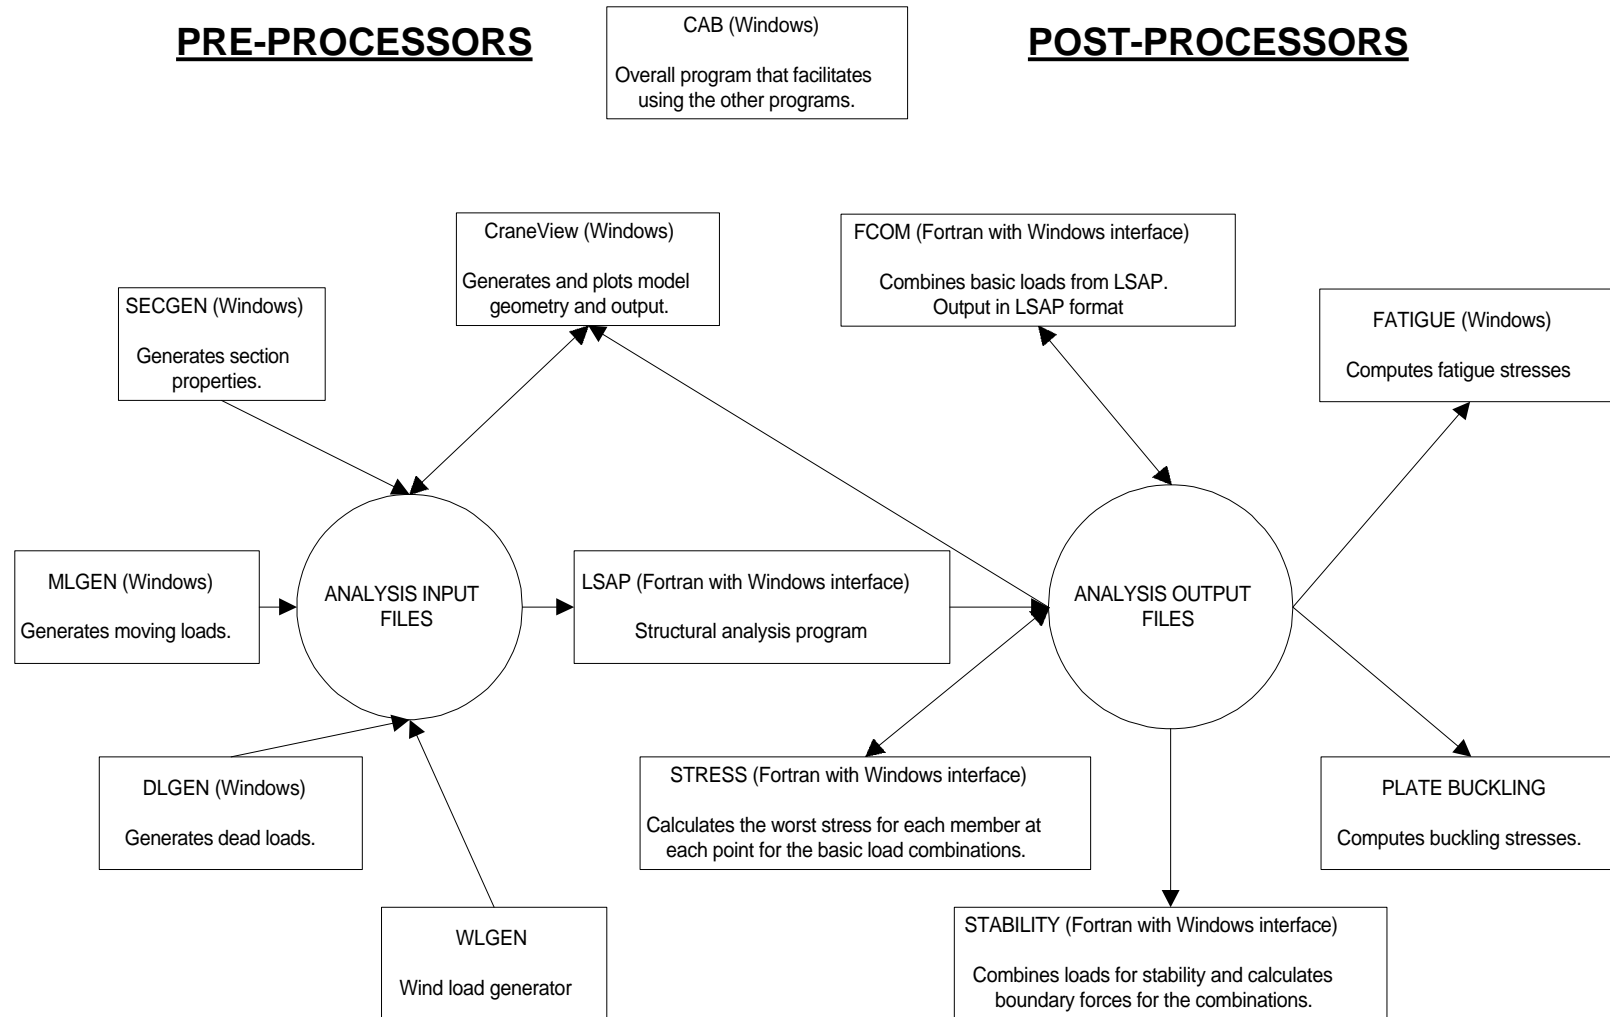 PRE-PROCESSORS
CAB (Windows)
Overall program that facilitates
using the other programs.
POST-PROCESSORS
CraneView (Windows)
Generates and plots model
geometry and output.
FCOM (Fortran with Windows interface)
Combines basic loads from LSAP.
Output in LSAP format
SECGEN (Windows)
Generates section
properties.
FATIGUE (Windows)
Computes fatigue stresses
MLGEN (Windows)
Generates moving loads.
ANALYSIS INPUT
FILES
LSAP (Fortran with Windows interface)
Structural analysis program
ANALYSIS OUTPUT
FILES
DLGEN (Windows)
Generates dead loads.
STRESS (Fortran with Windows interface)
Calculates the worst stress for each member at
each point for the basic load combinations.
PLATE BUCKLING
Computes buckling stresses.
WLGEN
Wind load generator
STABILITY (Fortran with Windows interface)
Combines loads for stability and calculates
boundary forces for the combinations.